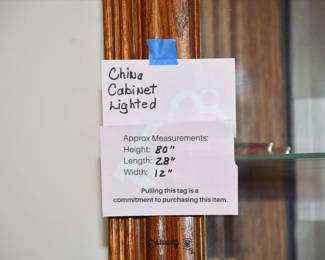 China
Cabinet
Lighted
Approx Measurements:
Height: 80"
Length: 28"
Width: 12"
Pulling this tag is a
commitment to purchasing this item.